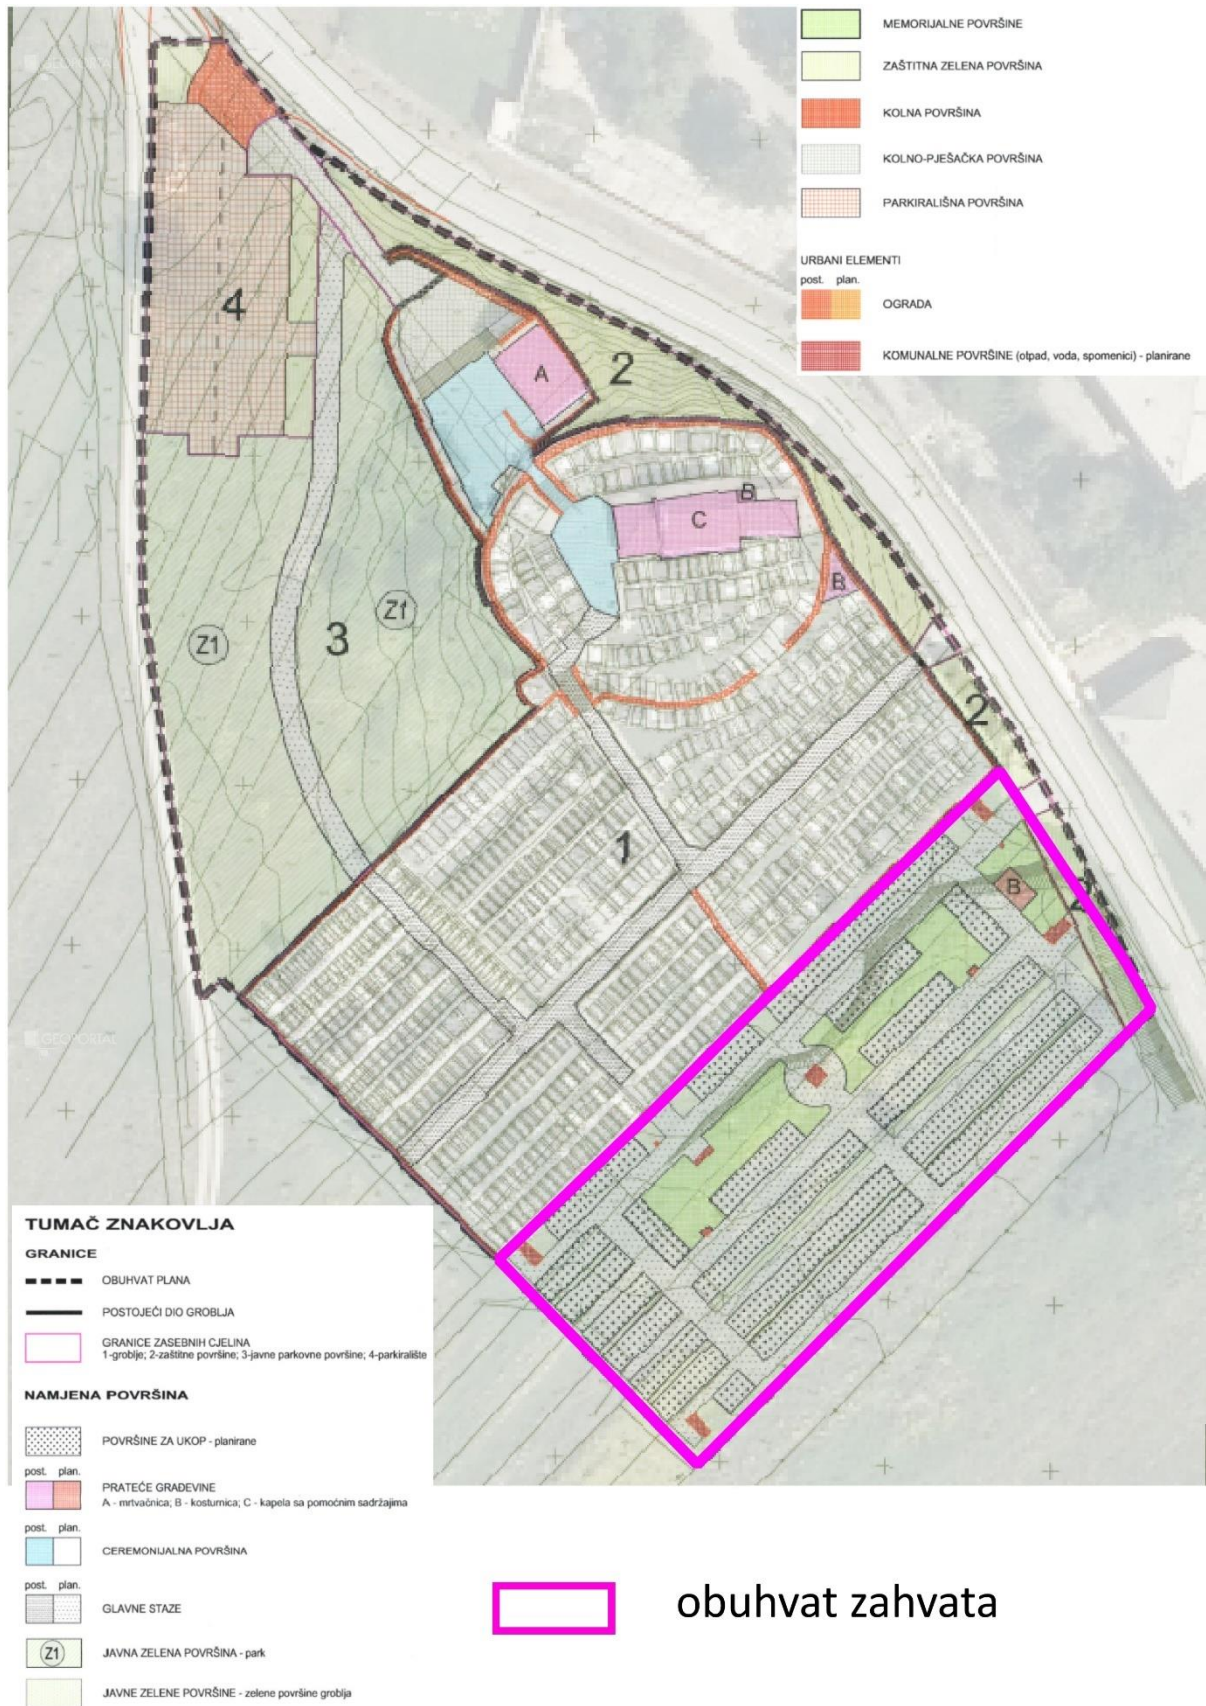 MEMORIJALNE POVRŠINE
ZAŠTITNA ZELENA POVRŠINA
KOLNA POVRŠINA
KOLNO-PJEŠAČKA POVRŠINA
PARKIRALIŠNA POVRŠINA
URBANI ELEMENTI
post. plan.
OGRADA
KOMUNALNE POVRŠINE (otpad, voda, spomenici) - planirane
4
A
2
B
C
B
Z1
3
Z1
2
1
B
2
GEOPORTAL
TUMAČ ZNAKOVLJA
GRANICE
OBUHVAT PLANA
POSTOJEĆI DIO GROBLJA
GRANICE ZASEBNIH CJELINA
1-groblje; 2-zaštitne površine; 3-javne parkovne površine; 4-parkiralište
NAMJENA POVRŠINA
POVRŠINE ZA UKOP - planirane
post. plan.
PRATEĆE GRAĐEVINE
A - mrtvačnica; B - kosturnica; C - kapela sa pomoćnim sadržajima
post. plan.
CEREMONIJALNA POVRŠINA
post. plan.
GLAVNE STAZE
Z1 JAVNA ZELENA POVRŠINA - park
JAVNE ZELENE POVRŠINE - zelene površine groblja
obuhvat zahvata